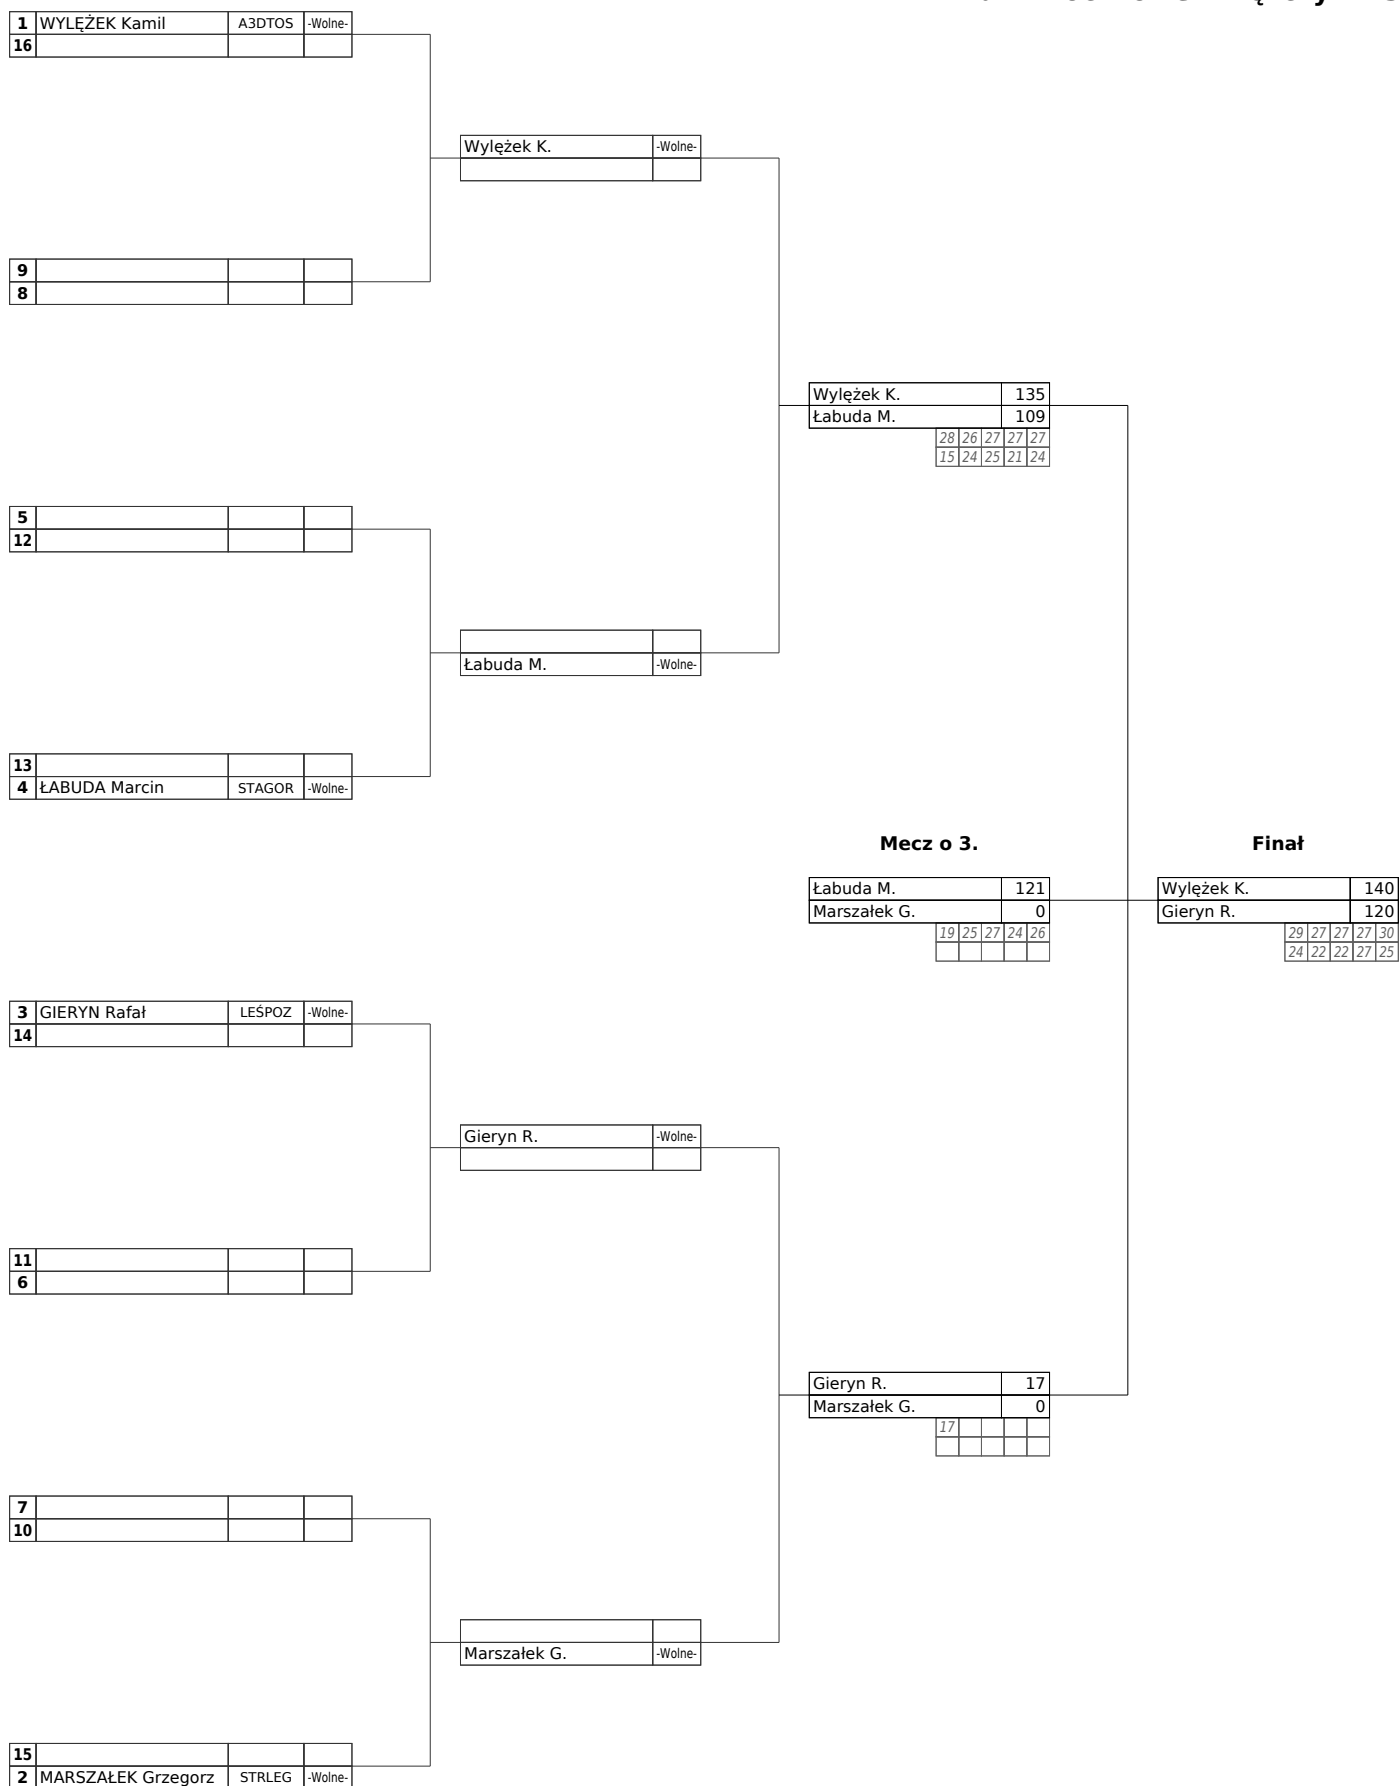 1 WYLĘŻEK Kamil A3DTOS -Wolne-
16
Wylężek K. -Wolne-
9
8
Wylężek K. 135
Łabuda M. 109
28 26 27 27 27
15 24 25 21 24
5
12
Łabuda M. -Wolne-
13
4 ŁABUDA Marcin STAGOR -Wolne-
Mecz o 3. Finał
Łabuda M. 121 Wylężek K. 140
Marszałek G. 0 Gieryn R. 120
19 25 27 24 26 29 27 27 27 30
24 22 22 27 25
3 GIERYN Rafał LEŚPOZ -Wolne-
14
Gieryn R. -Wolne-
11
6
Gieryn R. 17
Marszałek G. 0
17
7
10
Marszałek G. -Wolne-
15
2 MARSZAŁEK Grzegorz STRLEG -Wolne-